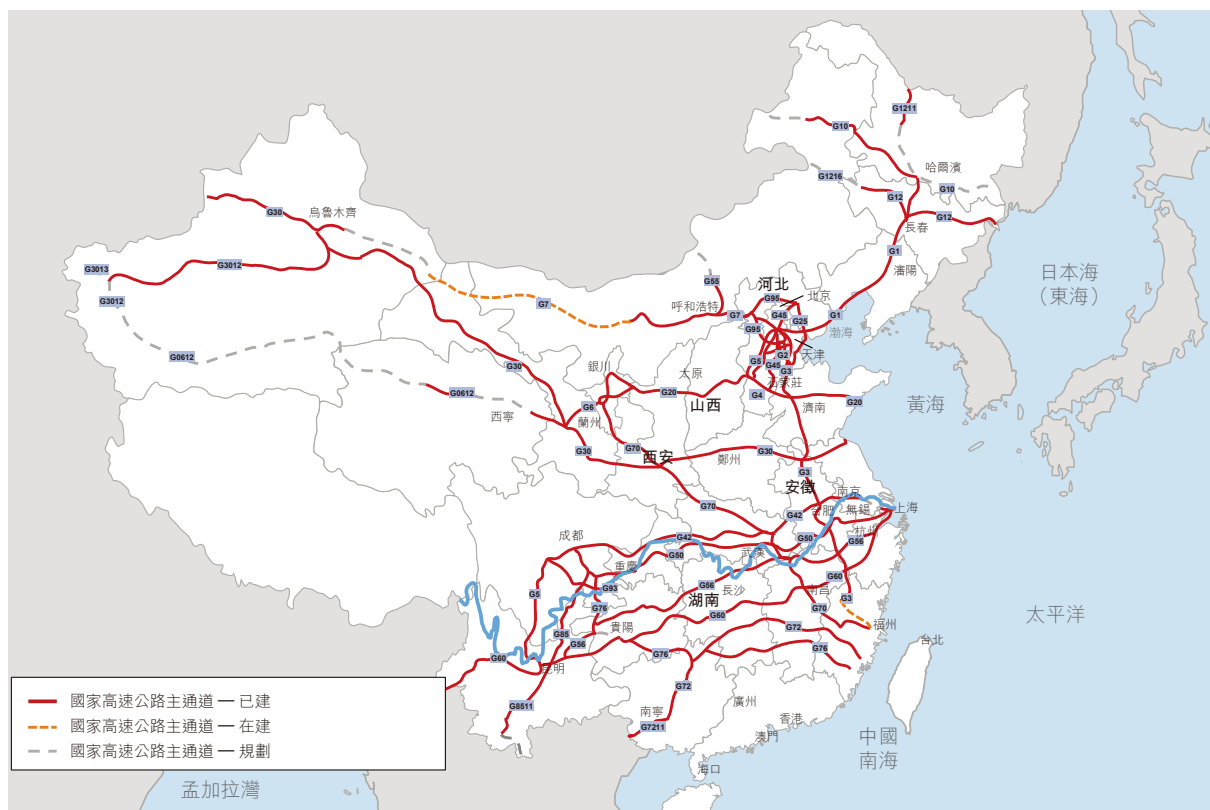 G1211
G10
哈爾濱
G1216
G10
G12
G12
長春
G1
瀋陽
G30
烏魯木齊
G3013
G3012
G3012
G0612
G7
G55
呼和浩特
G7
河北
G95
北京
G45
G25
G95
G1
渤海
日本海
(東海)
天津
G2
G5
G45
G3
石家莊
G30
銀川
太原
G0612
西寧
G20
山西
G4
濟南
G20
黃海
G6
蘭州
G30
G70
西安
鄭州
G30
G3
安徽
南京
G70
G42
合肥
無錫
上海
杭州
成都
G42
G50
武漢
G50
G56
重慶
G93
G56
長沙
G60
南昌
G5
G76
湖南
G60
G3
G70
福州
太平洋
G85
G56
貴陽
G76
G72
G76
台北
G60
昆明
G72
G8511
南寧
G7211
廣州
香港
澳門
中國
南海
海口
國家高速公路主通道 — 已建
國家高速公路主通道 — 在建
國家高速公路主通道 — 規劃
孟加拉灣